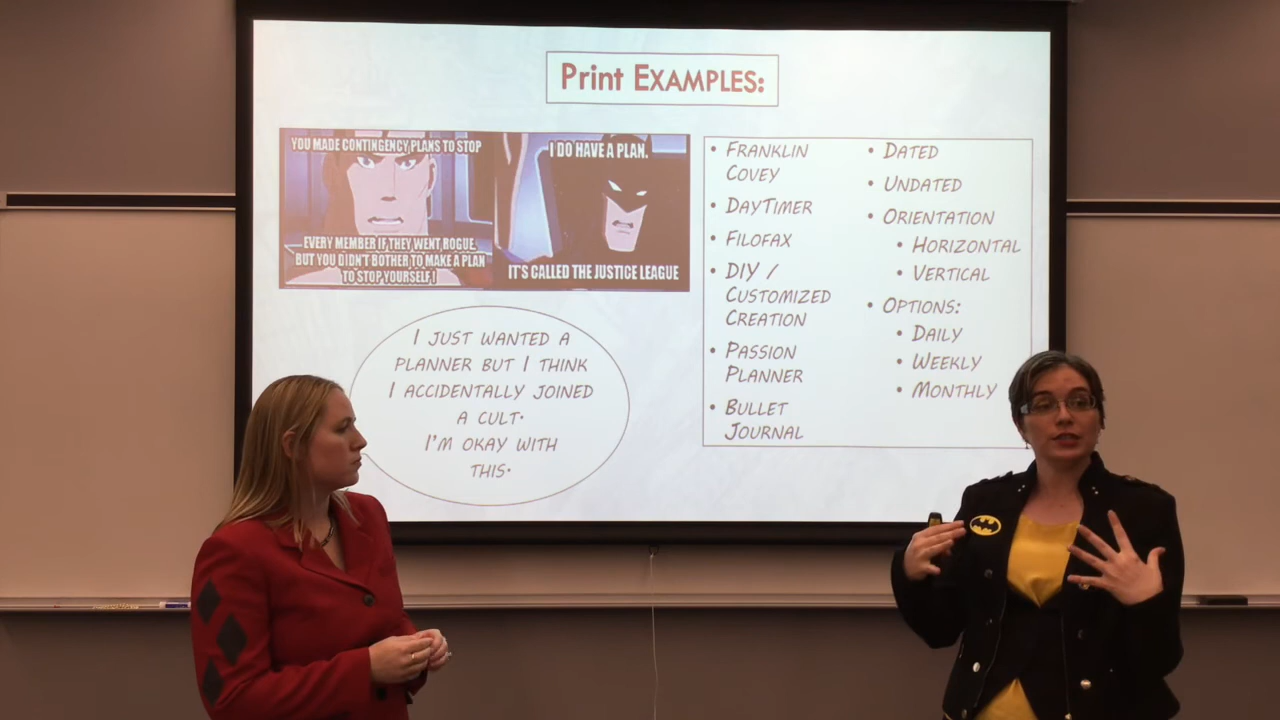 Print EXAMPLES:
YOU MADE CONTINGENCY PLANS TO STOP
EVERY MEMBER IF THEY WENT ROGUE.
BUT YOU DIDN'T BOTHER TO MAKE A PLAN
TO STOP YOURSELF!
I DO HAVE A PLAN.
IT'S CALLED THE JUSTICE LEAGUE
I JUST WANTED A
PLANNER BUT I THINK
I ACCIDENTALLY JOINED
A CULT.
I'M OKAY WITH
THIS.
• FRANKLIN
COVEY
• DAYTIMER
• FILOFAX
• DIY /
CUSTOMIZED
CREATION
• PASSION
PLANNER
• BULLET
JOURNAL
• DATED
• UNDATED
• ORIENTATION
• HORIZONTAL
• VERTICAL
• OPTIONS:
• DAILY
• WEEKLY
• MONTHLY